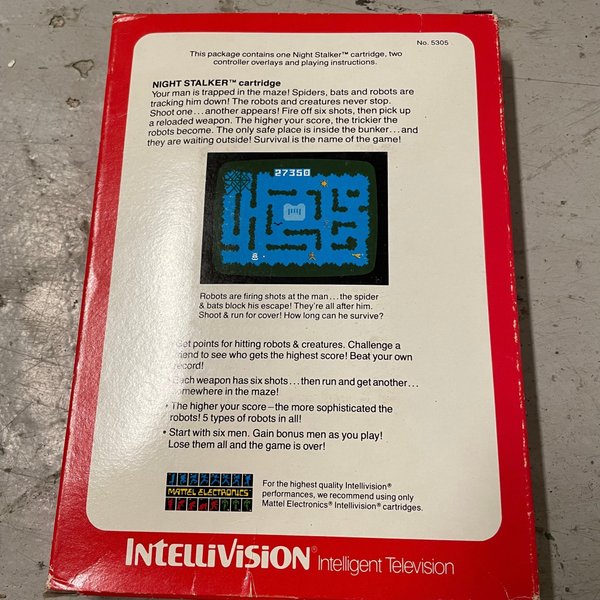 No. 5305
This package contains one Night Stalker™ cartridge, two
controller overlays and playing instructions.
NIGHT STALKER™ cartridge
Your man is trapped in the maze! Spiders, bats and robots are
tracking him down! The robots and creatures never stop.
Shoot one...another appears! Fire off six shots, then pick up
a reloaded weapon. The higher your score, the trickier the
robots become. The only safe place is inside the bunker...and
they are waiting outside! Survival is the name of the game!
27350
Robots are firing shots at the man...the spider
& bats block his escape! They're all after him.
Shoot & run for cover! How long can he survive?
points for hitting robots & creatures. Challenge a
to see who gets the highest score! Beat your own
weapon has six shots...then run and get another...
in the maze!
• The higher your score–the more sophisticated the
robots! 5 types of robots in all!
• Start with six men. Gain bonus men as you play!
Lose them all and the game is over!
MATTEL ELECTRONICS®
For the highest quality Intellivision®
performances, we recommend using only
Mattel Electronics® Intellivision® cartridges.
INTELLIVISION® Intelligent Television